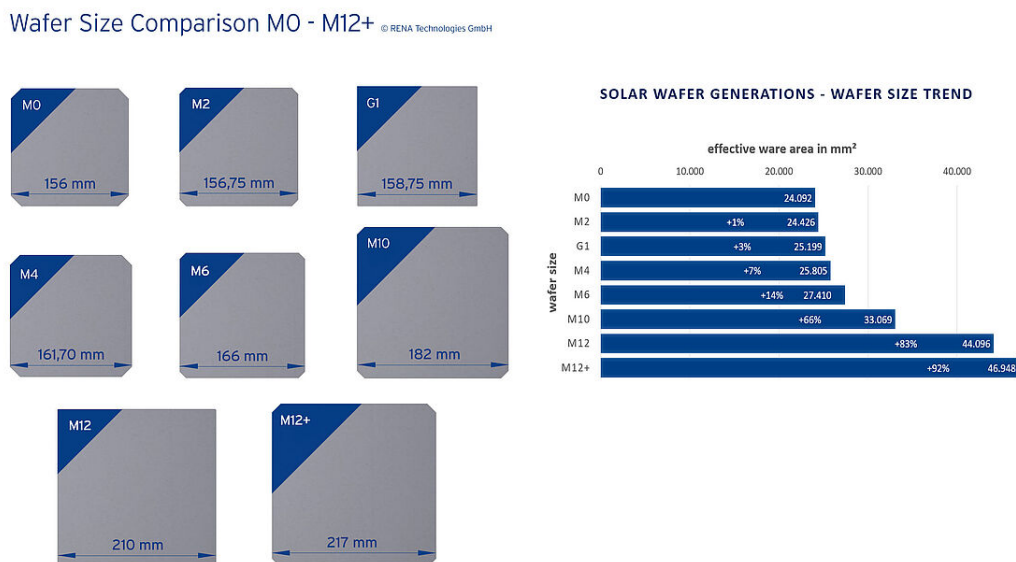 Wafer Size Comparison M0 - M12+ © RENA Technologies GmbH
M0
156 mm
M2
156,75 mm
G1
158,75 mm
M4
161,70 mm
M6
166 mm
M10
182 mm
M12
210 mm
M12+
217 mm
SOLAR WAFER GENERATIONS - WAFER SIZE TREND
effective ware area in mm²
0 10.000 20.000 30.000 40.000
wafer size
M0 24.092
M2 +1% 24.426
G1 +3% 25.199
M4 +7% 25.805
M6 +14% 27.410
M10 +66% 33.069
M12 +83% 44.096
M12+ +92% 46.948